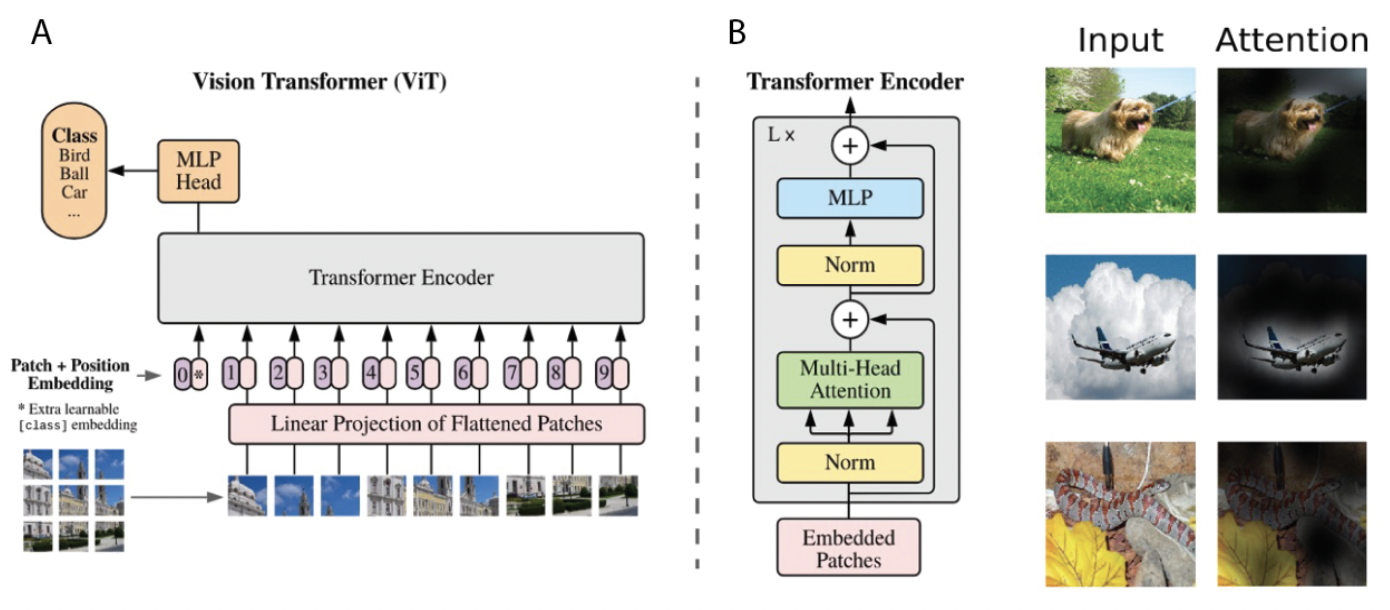 A
Vision Transformer (ViT)
Class
Bird
Ball
Car
...
MLP
Head
Transformer Encoder
Patch + Position
Embedding
0 * 1 2 3 4 5 6 7 8 9
* Extra learnable
[class] embedding
Linear Projection of Flattened Patches
B
Transformer Encoder
L ×
+
MLP
Norm
+
Multi-Head
Attention
Norm
Embedded
Patches
Input Attention